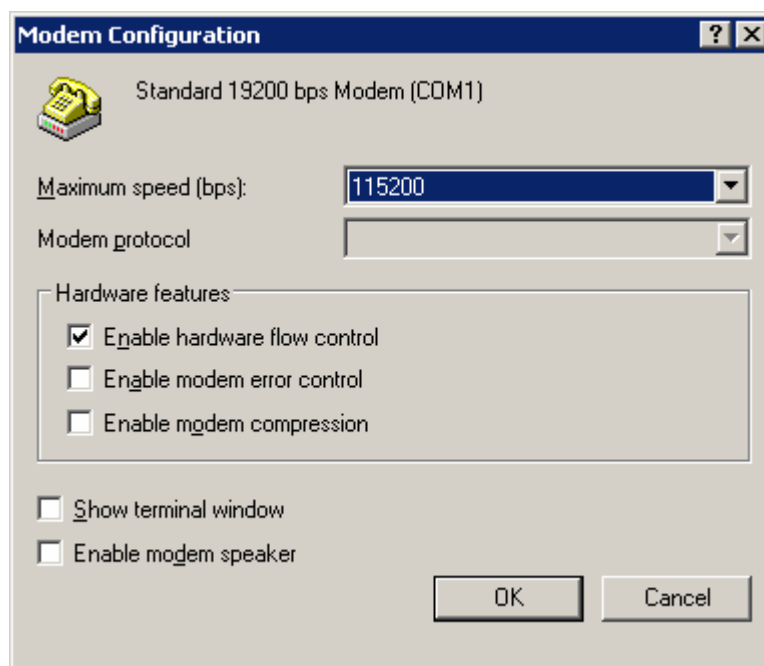 Modem Configuration
Standard 19200 bps Modem (COM1)
Maximum speed (bps): 115200
Modem protocol
Hardware features
Enable hardware flow control
Enable modem error control
Enable modem compression
Show terminal window
Enable modem speaker
OK Cancel